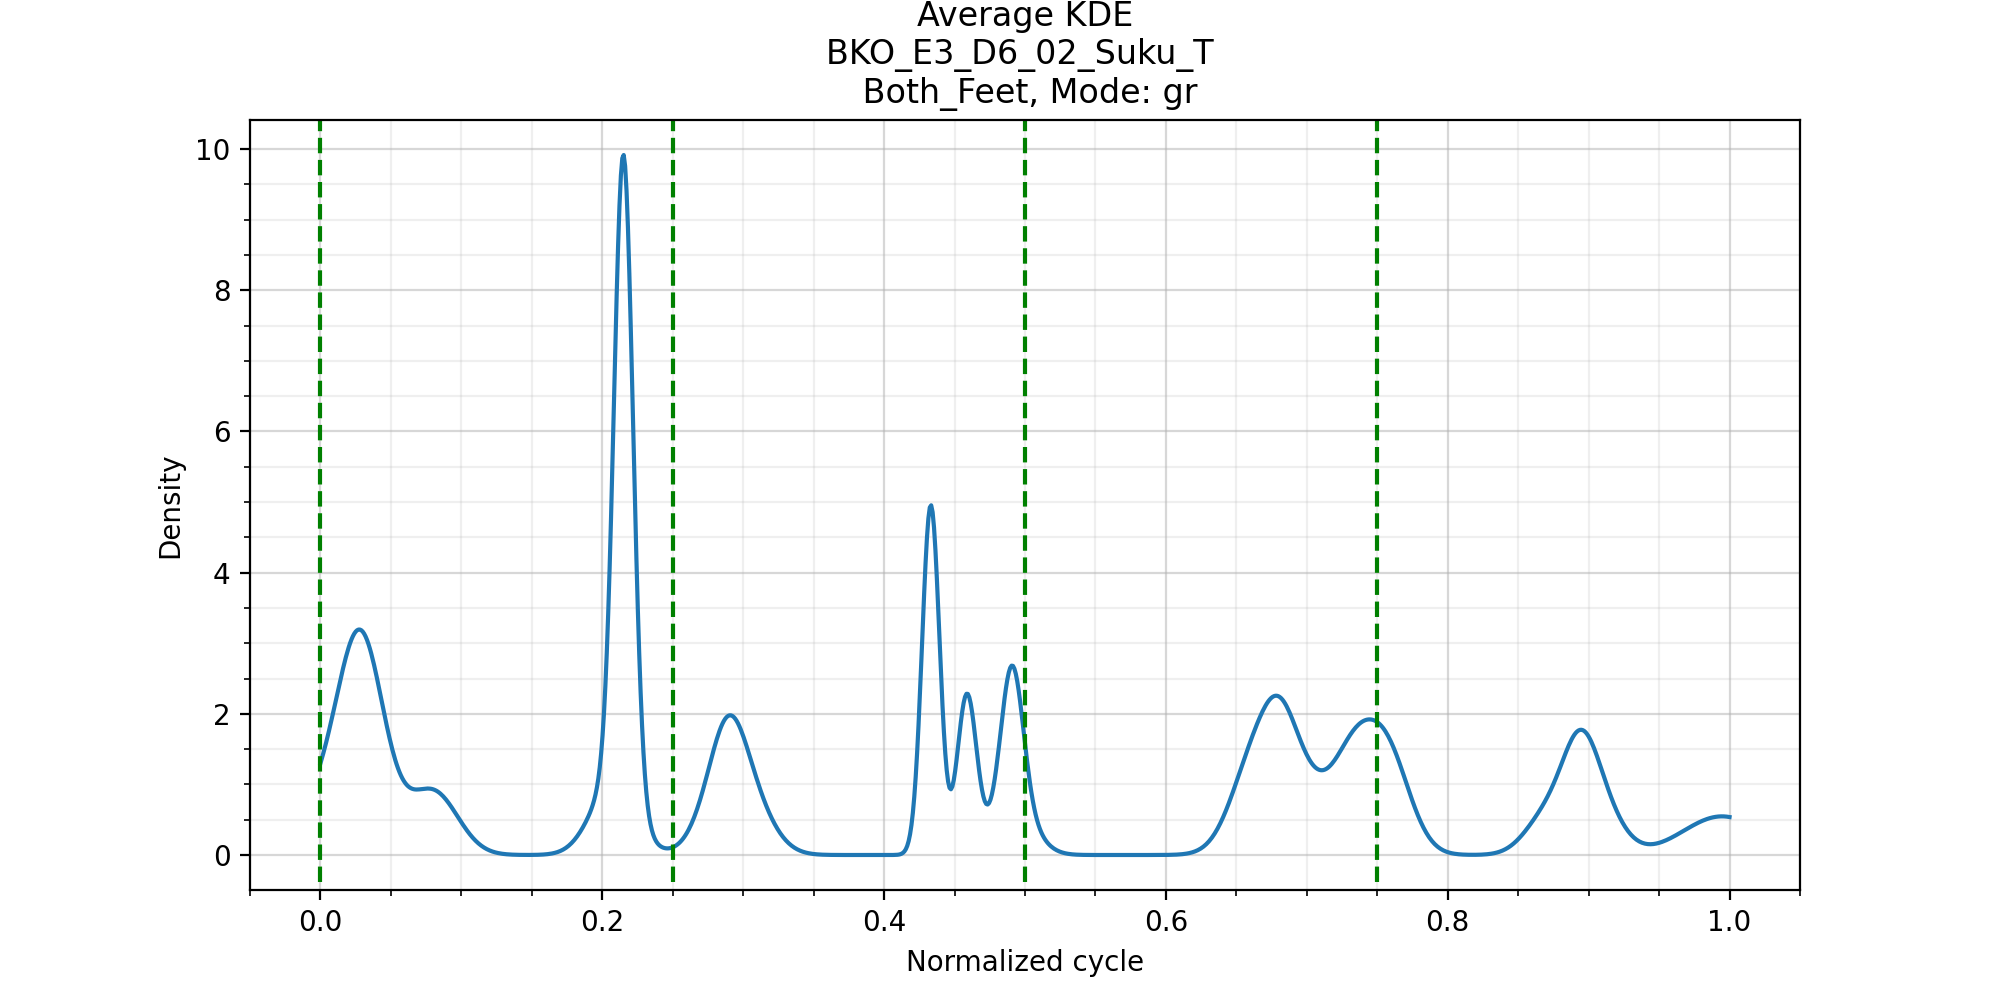 Average KDE
BKO_E3_D6_02_Suku_T
Both_Feet, Mode: gr
10
8
6
4
2
0
Density
0.0 0.2 0.4 0.6 0.8 1.0
Normalized cycle